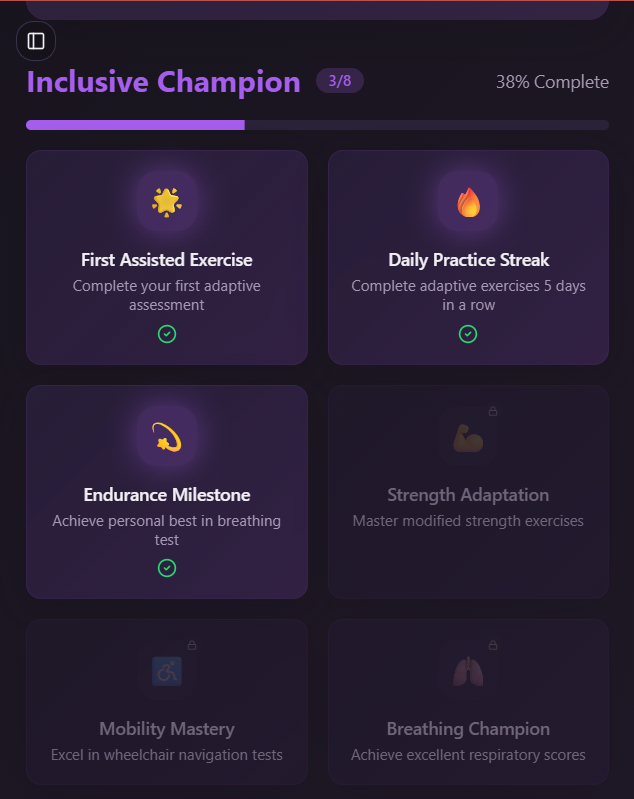 Inclusive Champion
3/8
38% Complete
First Assisted Exercise
Complete your first adaptive
assessment
Daily Practice Streak
Complete adaptive exercises 5 days
in a row
Endurance Milestone
Achieve personal best in breathing
test
Strength Adaptation
Master modified strength exercises
Mobility Mastery
Excel in wheelchair navigation tests
Breathing Champion
Achieve excellent respiratory scores